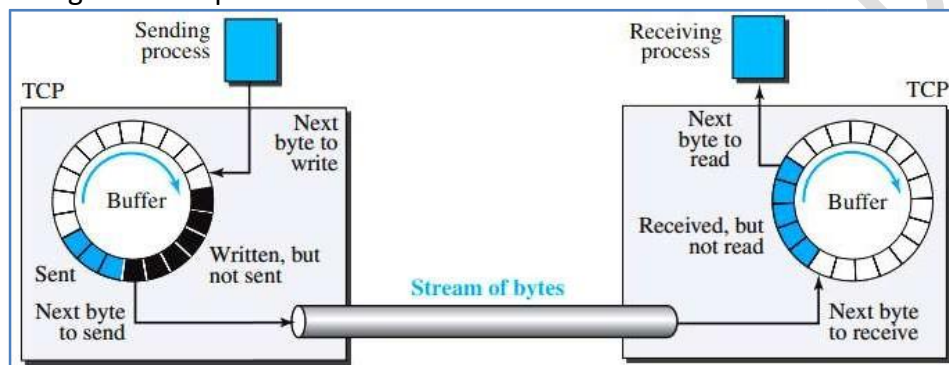 Sending
process
Receiving
process
TCP
TCP
Next
byte to
write
Next
byte to
read
Buffer
Buffer
Received, but
not read
Written, but
not sent
Sent
Stream of bytes
Next byte
to send
Next byte
to receive